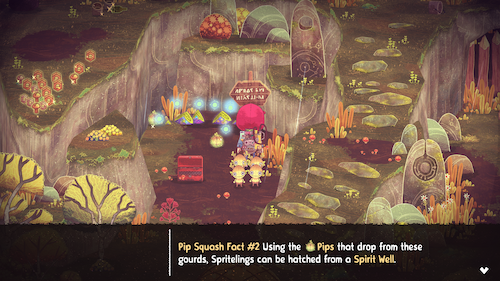 Pip Squash Fact #2 Using the Pips that drop from these
gourds, Spritelings can be hatched from a Spirit Well.